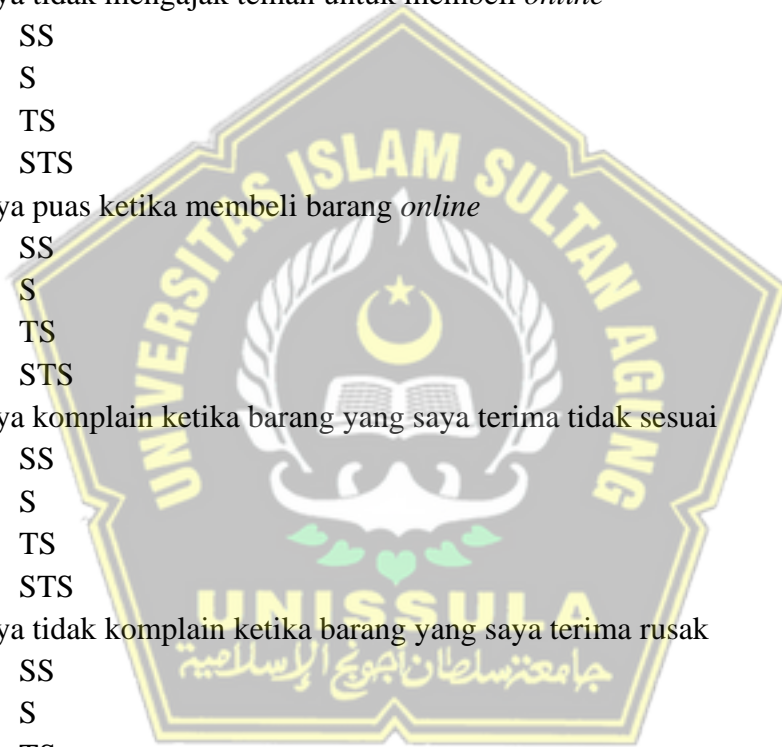 ya tidak mengajak teman untuk membeli online
SS
S
TS
STS
ya puas ketika membeli barang online
SS
S
TS
STS
ya komplain ketika barang yang saya terima tidak sesuai
SS
S
TS
STS
ya tidak komplain ketika barang yang saya terima rusak
SS
S
TS
UNIVERSITAS ISLAM SULTAN AGUNG
UNISSULA
جامعة سلطان أجونج الإسلامية